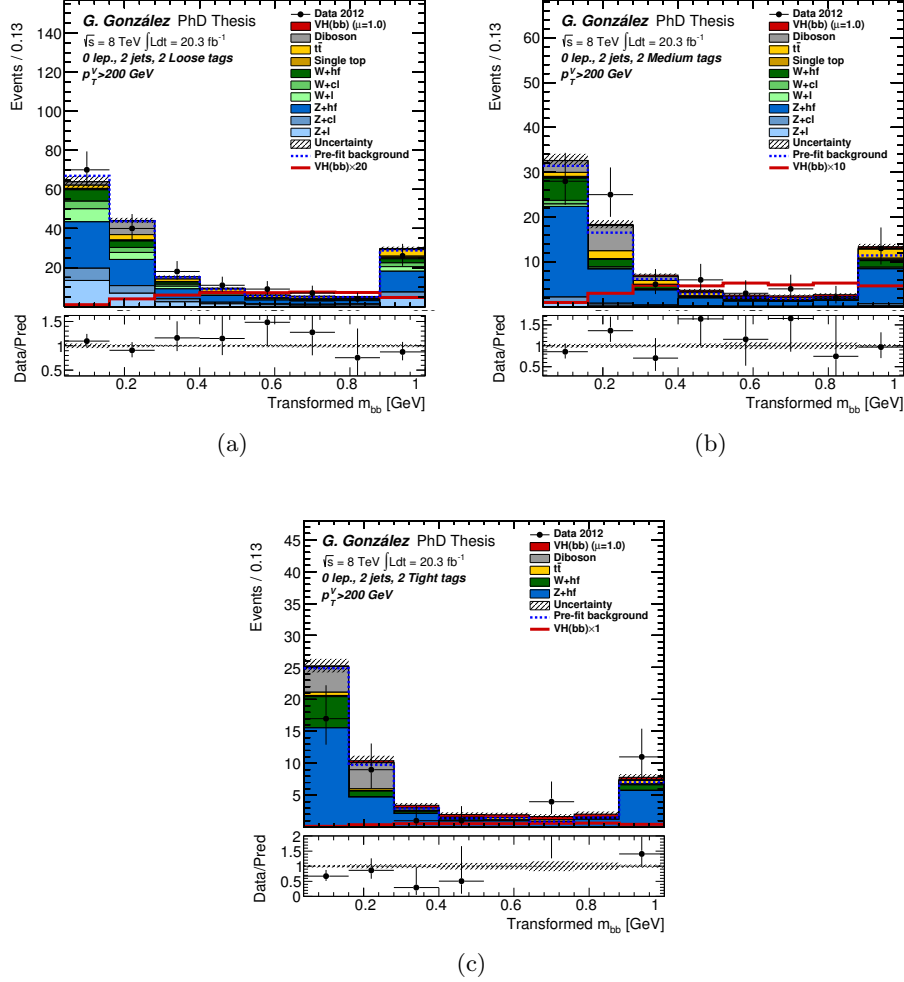 G. González PhD Thesis
√s = 8 TeV ∫Ldt = 20.3 fb⁻¹
0 lep., 2 jets, 2 Loose tags
p_T^V>200 GeV
Data 2012
VH(bb) (μ=1.0)
Diboson
tt̄
Single top
W+hf
W+cl
W+l
Z+hf
Z+cl
Z+l
Uncertainty
Pre-fit background
VH(bb)×20
Events / 0.13
140
120
100
80
60
40
20
Data/Pred
1.5
1
0.5
0.2 0.4 0.6 0.8 1
Transformed m_bb [GeV]
(a)
G. González PhD Thesis
√s = 8 TeV ∫Ldt = 20.3 fb⁻¹
0 lep., 2 jets, 2 Medium tags
p_T^V>200 GeV
Data 2012
VH(bb) (μ=1.0)
Diboson
tt̄
Single top
W+hf
W+cl
W+l
Z+hf
Z+cl
Z+l
Uncertainty
Pre-fit background
VH(bb)×10
Events / 0.13
60
50
40
30
20
10
Data/Pred
1.5
1
0.5
0.2 0.4 0.6 0.8 1
Transformed m_bb [GeV]
(b)
G. González PhD Thesis
√s = 8 TeV ∫Ldt = 20.3 fb⁻¹
0 lep., 2 jets, 2 Tight tags
p_T^V>200 GeV
Data 2012
VH(bb) (μ=1.0)
Diboson
tt̄
W+hf
Z+hf
Uncertainty
Pre-fit background
VH(bb)×1
Events / 0.13
45
40
35
30
25
20
15
10
5
Data/Pred
2
1.5
1
0.5
0
0.2 0.4 0.6 0.8 1
Transformed m_bb [GeV]
(c)